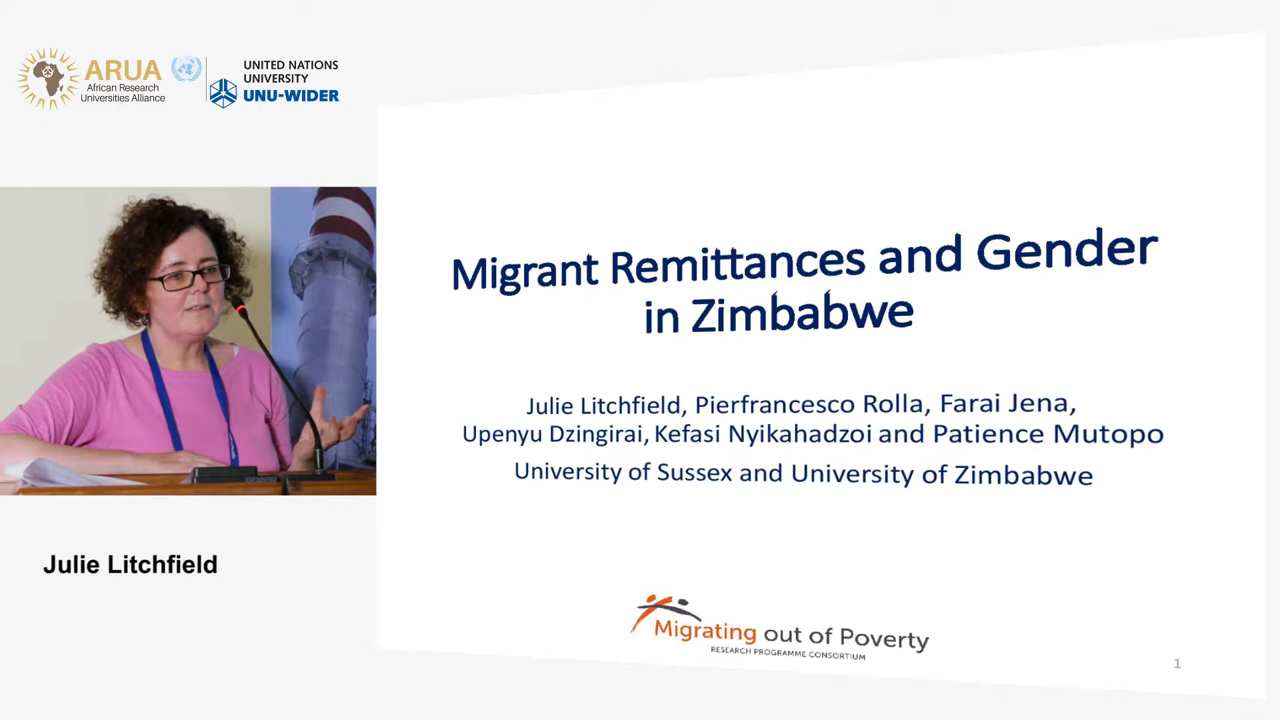 ARUA
African Research
Universities Alliance
UNITED NATIONS
UNIVERSITY
UNU-WIDER
Migrant Remittances and Gender
in Zimbabwe
Julie Litchfield, Pierfrancesco Rolla, Farai Jena,
Upenyu Dzingirai, Kefasi Nyikahadzoi and Patience Mutopo
University of Sussex and University of Zimbabwe
Julie Litchfield
Migrating out of Poverty
RESEARCH PROGRAMME CONSORTIUM
1